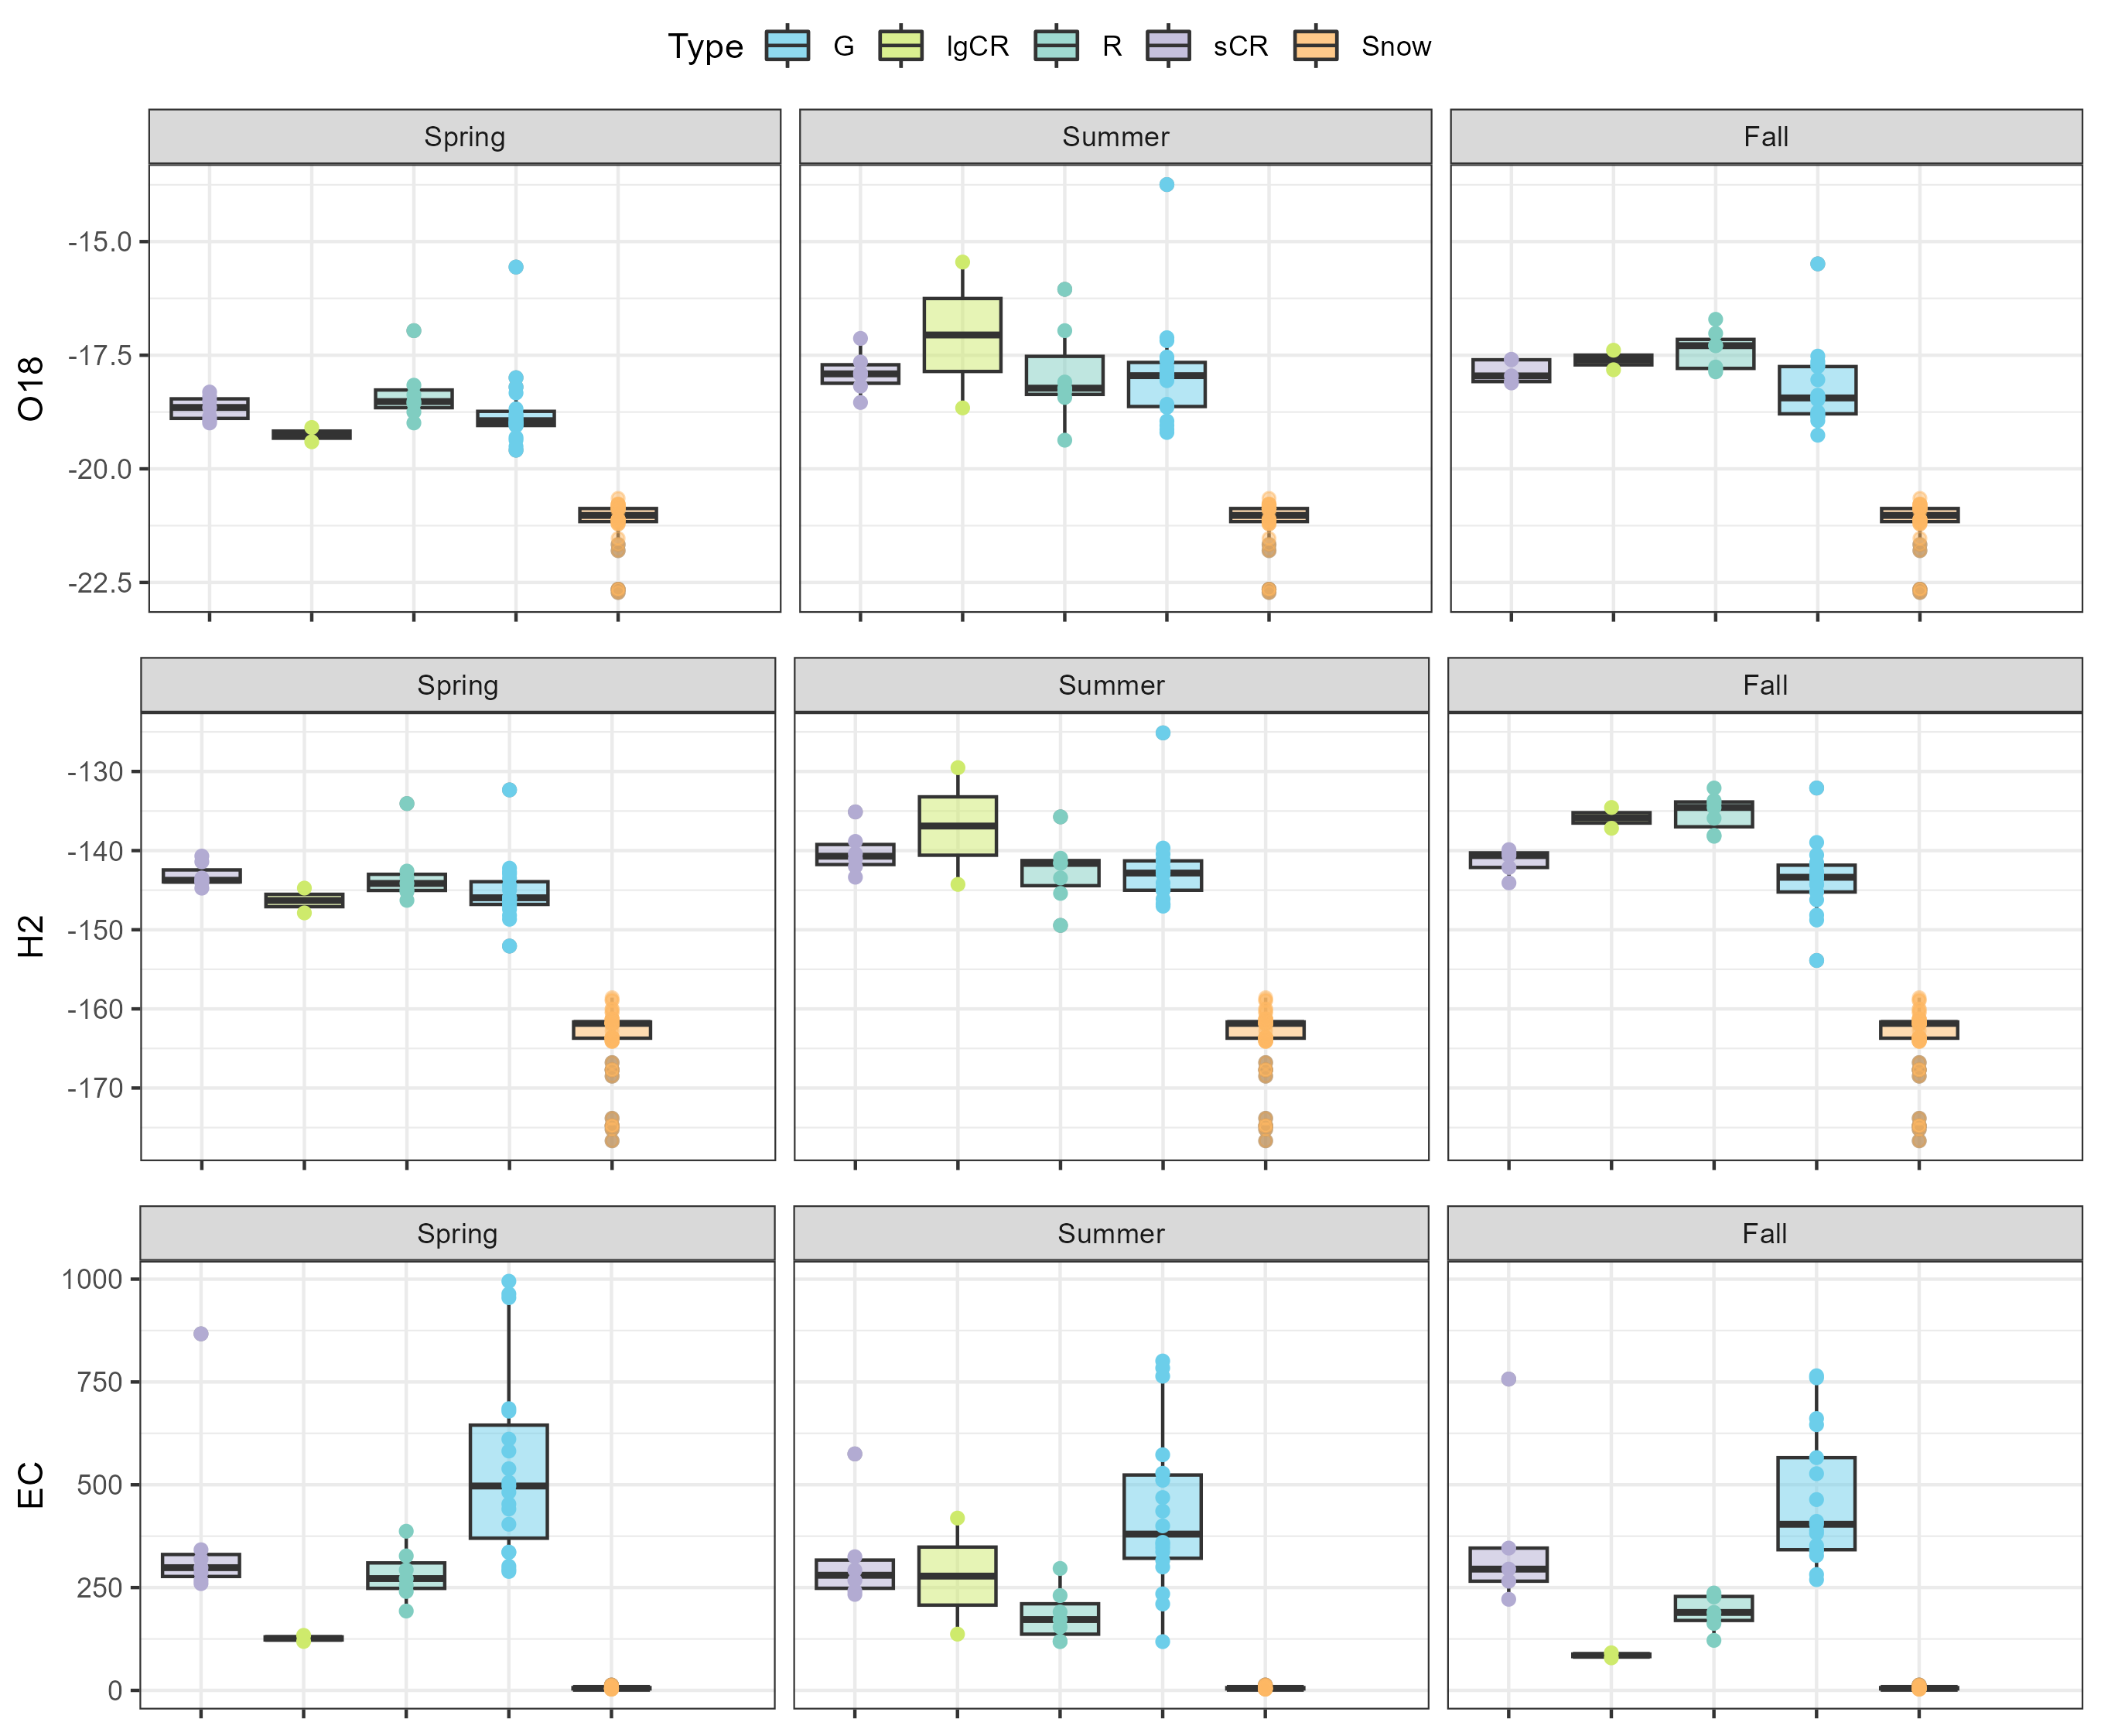 Type G lgCR R sCR Snow
Spring Summer Fall
O18
-15.0
-17.5
-20.0
-22.5
Spring Summer Fall
H2
-130
-140
-150
-160
-170
Spring Summer Fall
EC
1000
750
500
250
0